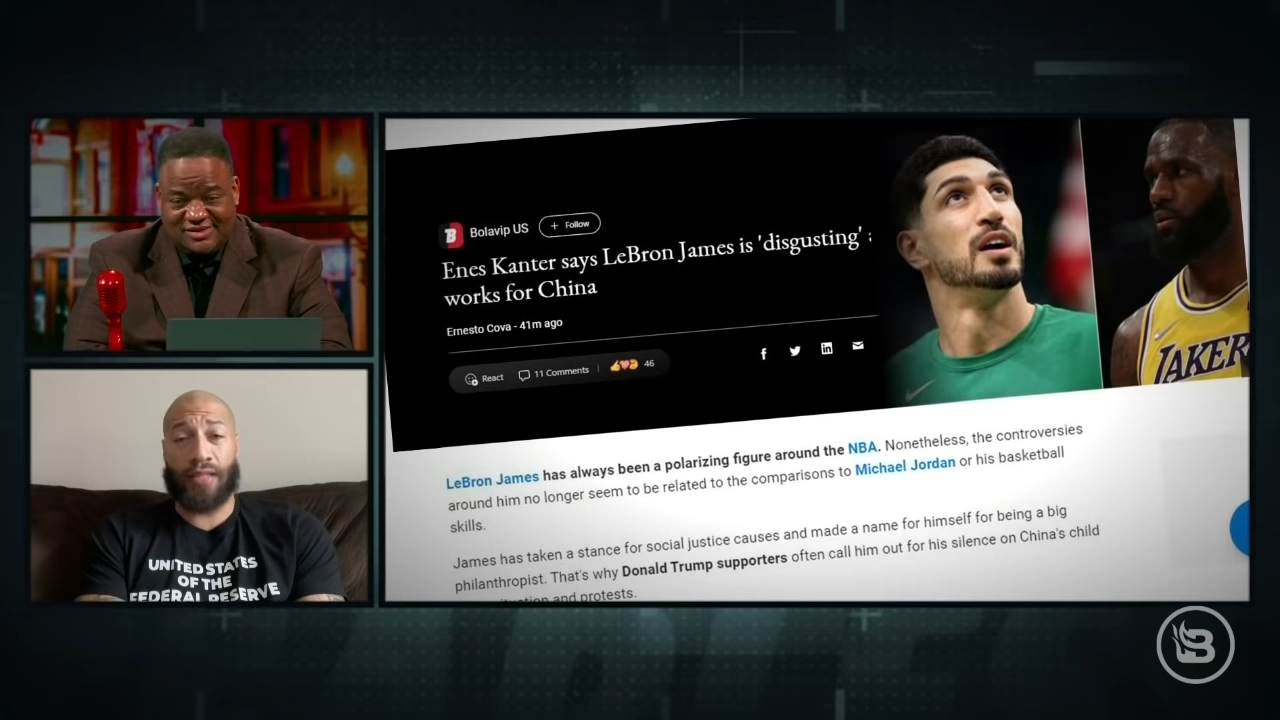 Bolavip US
+ Follow
Enes Kanter says LeBron James is 'disgusting'
works for China
Ernesto Cova - 41m ago
React
11 Comments
46
LeBron James has always been a polarizing figure around the NBA. Nonetheless, the controversies
around him no longer seem to be related to the comparisons to Michael Jordan or his basketball
skills.
James has taken a stance for social justice causes and made a name for himself for being a big
philanthropist. That's why Donald Trump supporters often call him out for his silence on China's child
and protests.
LAKER
UNITED STATES
OF THE
FEDERAL RESERVE
B